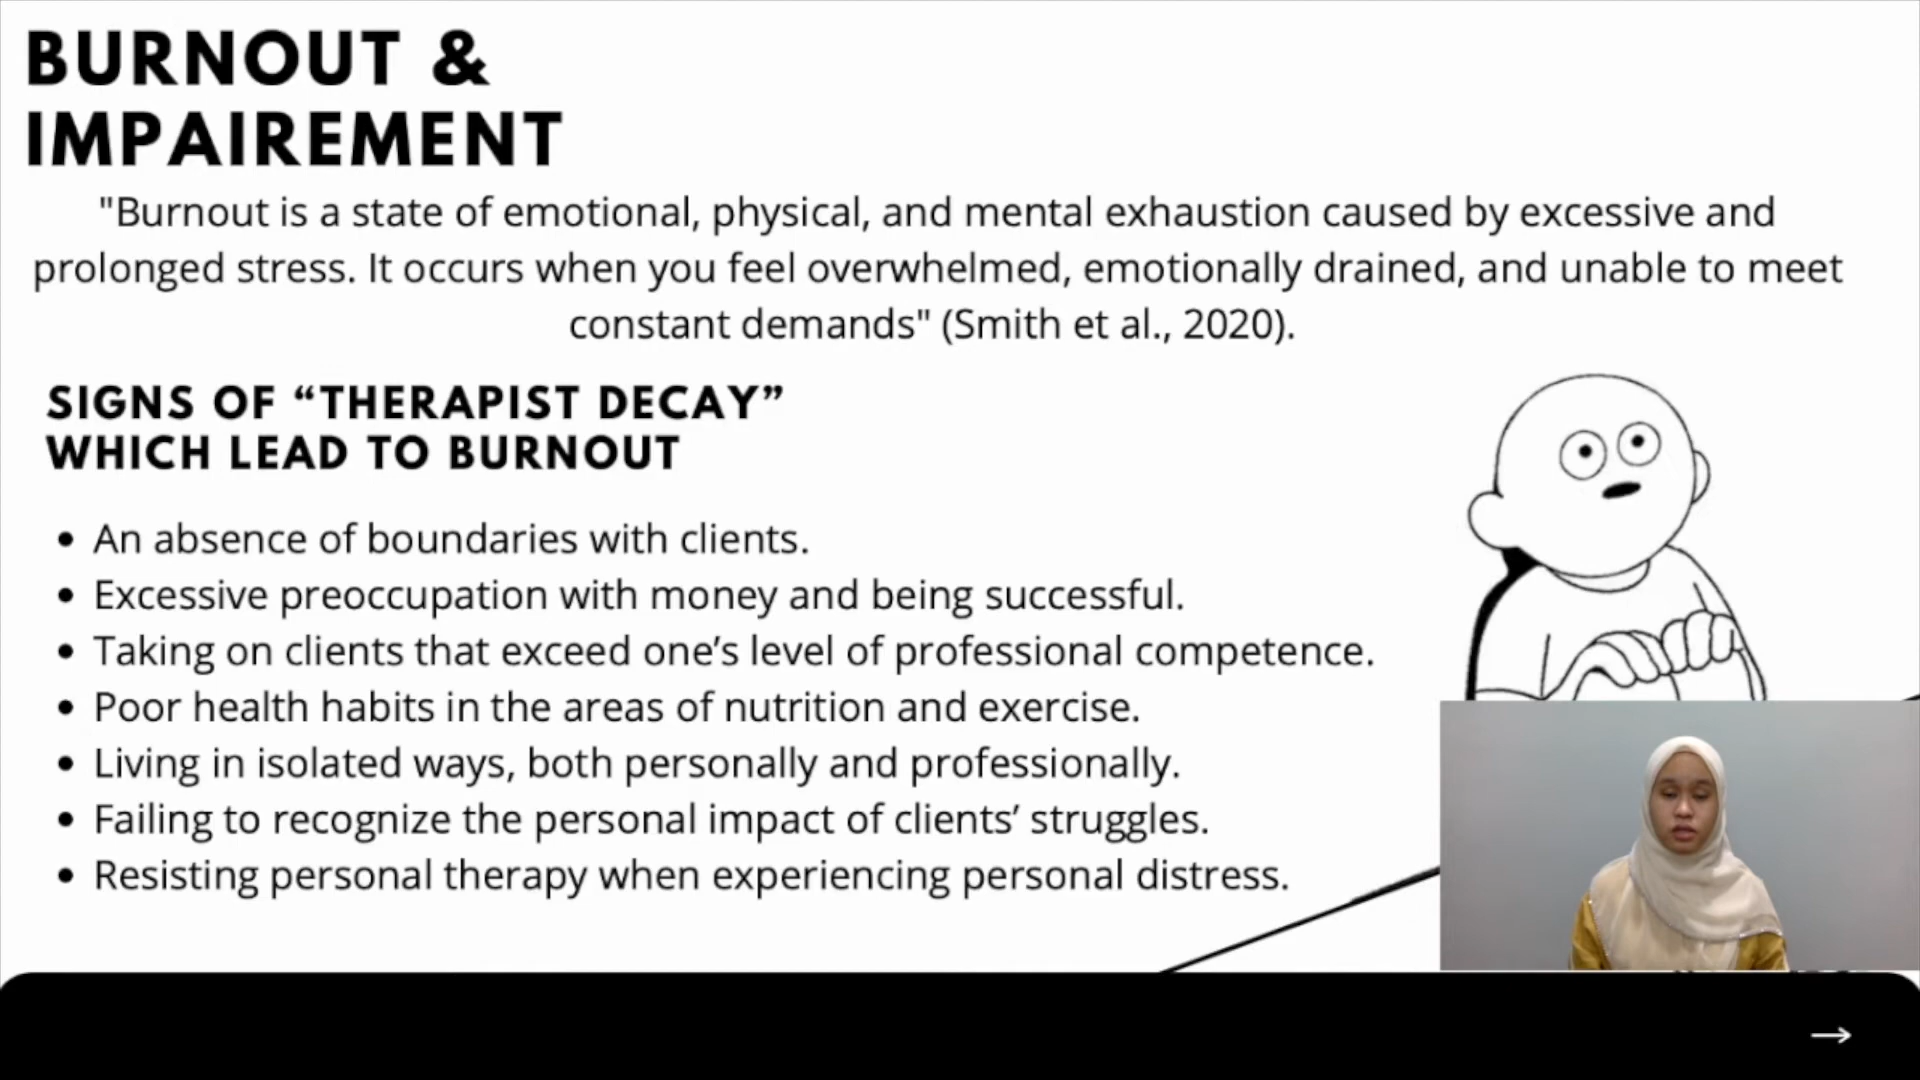 BURNOUT &
IMPAIREMENT
"Burnout is a state of emotional, physical, and mental exhaustion caused by excessive and
prolonged stress. It occurs when you feel overwhelmed, emotionally drained, and unable to meet
constant demands" (Smith et al., 2020).
SIGNS OF “THERAPIST DECAY”
WHICH LEAD TO BURNOUT
• An absence of boundaries with clients.
• Excessive preoccupation with money and being successful.
• Taking on clients that exceed one’s level of professional competence.
• Poor health habits in the areas of nutrition and exercise.
• Living in isolated ways, both personally and professionally.
• Failing to recognize the personal impact of clients’ struggles.
• Resisting personal therapy when experiencing personal distress.